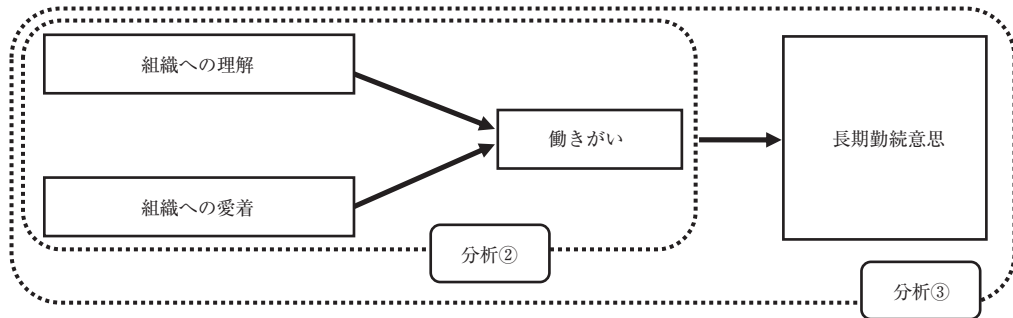 組織への理解
働きがい
長期勤続意思
組織への愛着
分析②
分析③